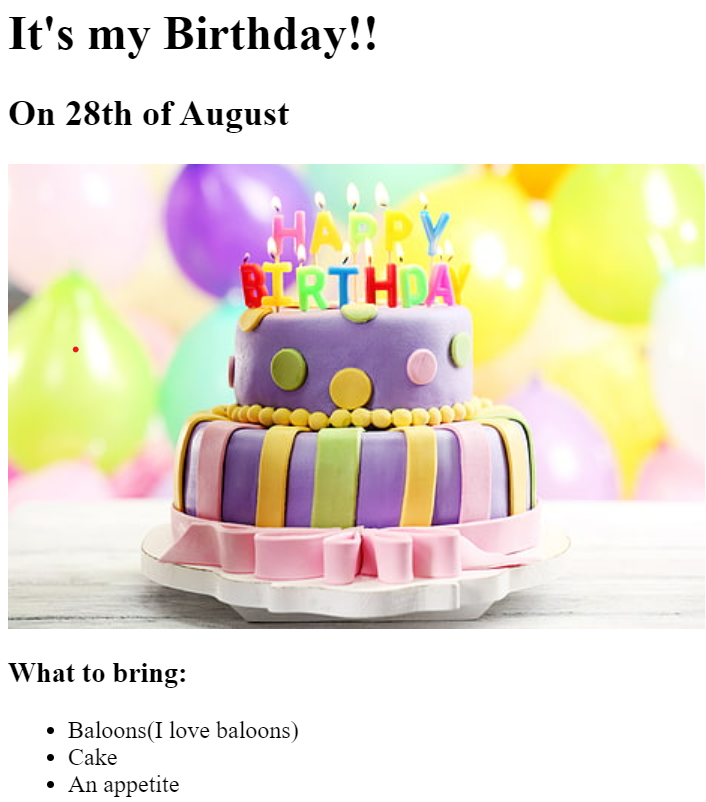 It's my Birthday!!
On 28th of August
HAPPY
BIRTHDAY
What to bring:
Baloons(I love baloons)
Cake
An appetite